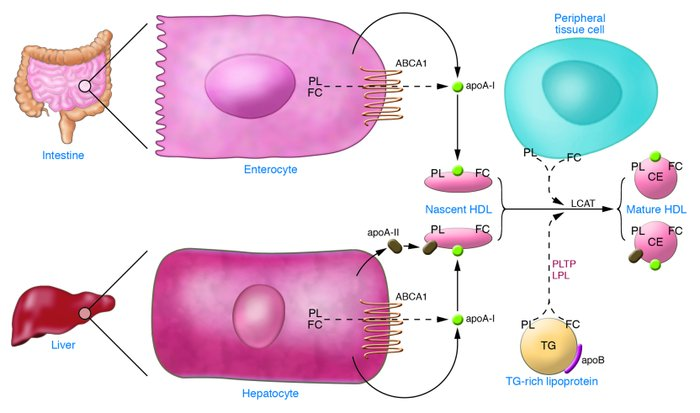 Peripheral
tissue cell
ABCA1
PL
FC
apoA-I
Intestine
Enterocyte
PL
FC
PL
FC
PL
FC
CE
Nascent HDL
LCAT
Mature HDL
apoA-II
PL
FC
PL
FC
CE
PLTP
LPL
ABCA1
PL
FC
apoA-I
PL
FC
TG
apoB
Liver
Hepatocyte
TG-rich lipoprotein